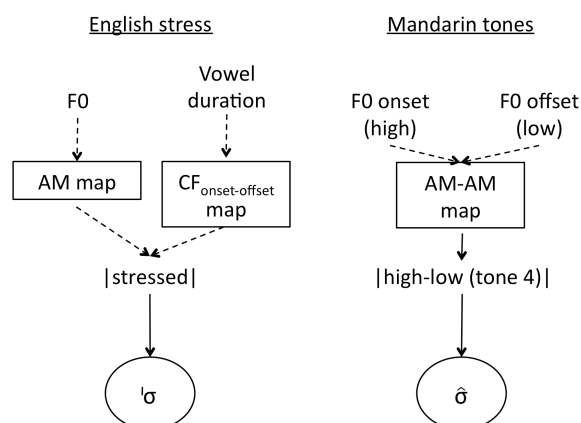 English stress
Mandarin tones
F0
Vowel
duration
F0 onset
(high)
F0 offset
(low)
AM map
CFonset-offset
map
AM-AM
map
|stressed|
|high-low (tone 4)|
ˈσ
σ̂